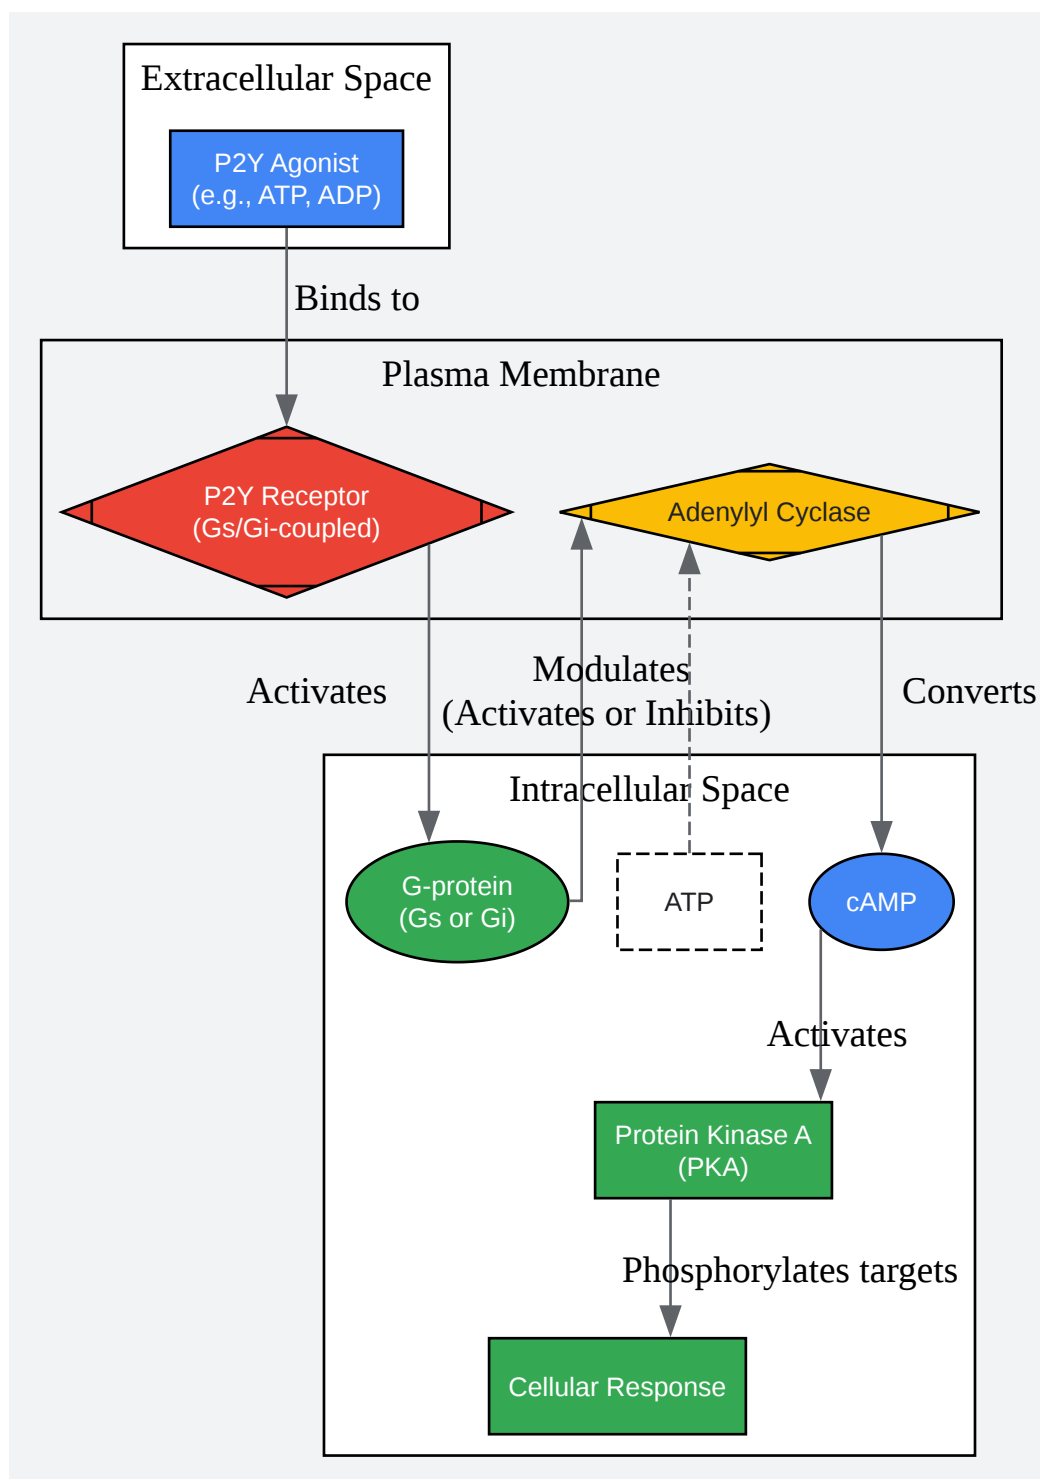 Extracellular Space
P2Y Agonist
(e.g., ATP, ADP)
Binds to
Plasma Membrane
P2Y Receptor
(Gs/Gi-coupled)
Adenylyl Cyclase
Activates
Modulates
(Activates or Inhibits)
Converts
Intracellular Space
G-protein
(Gs or Gi)
ATP
cAMP
Activates
Protein Kinase A
(PKA)
Phosphorylates targets
Cellular Response